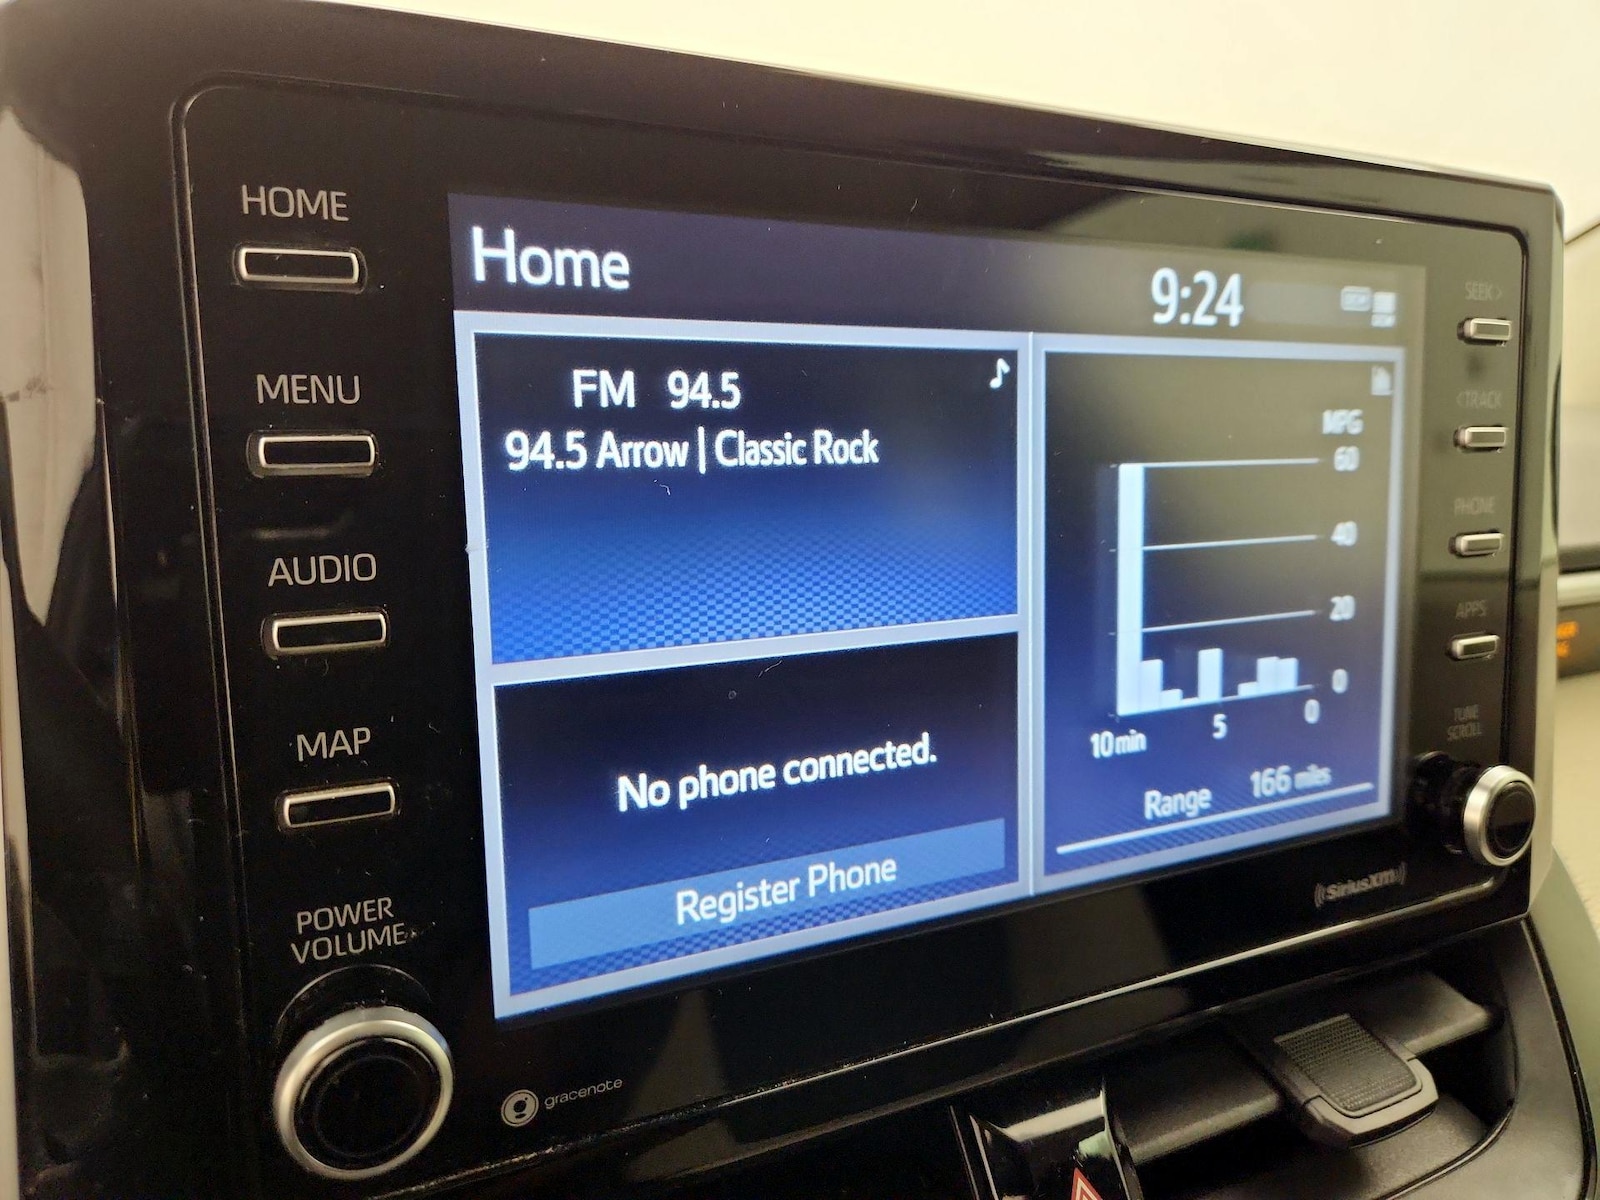 HOME
MENU
AUDIO
MAP
POWER
VOLUME
Home
9:24
FM 94.5
94.5 Arrow | Classic Rock
No phone connected.
Register Phone
MPG
60
40
20
0
10 min
5
0
Range 166 miles
SEEK >
< TRACK
PHONE
APPS
TUNE
SCROLL
((SiriusXM))
gracenote